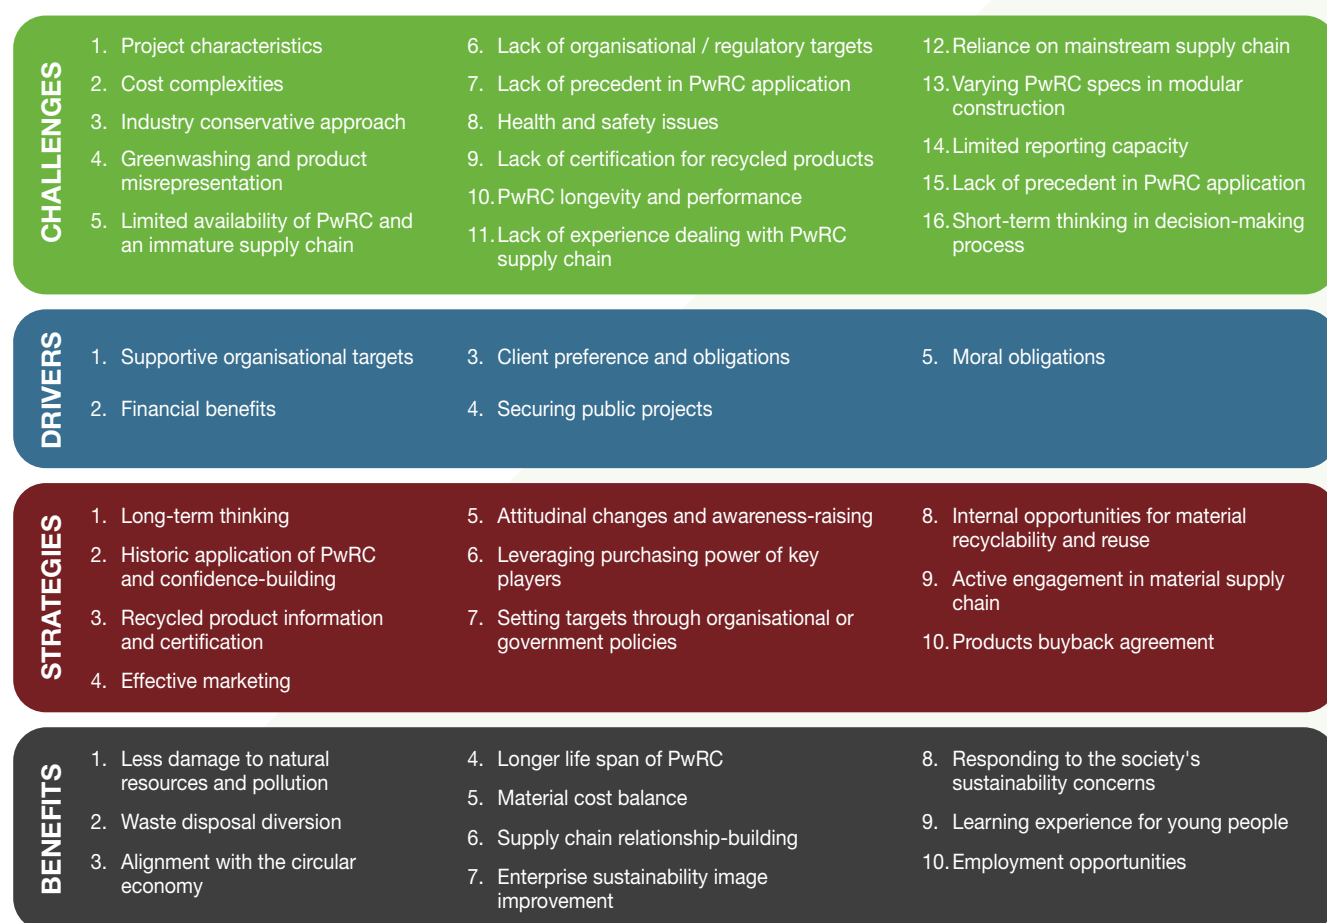 CHALLENGES
1. Project characteristics
2. Cost complexities
3. Industry conservative approach
4. Greenwashing and product
misrepresentation
5. Limited availability of PwRC and
an immature supply chain
6. Lack of organisational / regulatory targets
7. Lack of precedent in PwRC application
8. Health and safety issues
9. Lack of certification for recycled products
10. PwRC longevity and performance
11. Lack of experience dealing with PwRC
supply chain
12. Reliance on mainstream supply chain
13. Varying PwRC specs in modular
construction
14. Limited reporting capacity
15. Lack of precedent in PwRC application
16. Short-term thinking in decision-making
process
DRIVERS
1. Supportive organisational targets
2. Financial benefits
3. Client preference and obligations
4. Securing public projects
5. Moral obligations
STRATEGIES
1. Long-term thinking
2. Historic application of PwRC
and confidence-building
3. Recycled product information
and certification
4. Effective marketing
5. Attitudinal changes and awareness-raising
6. Leveraging purchasing power of key
players
7. Setting targets through organisational or
government policies
8. Internal opportunities for material
recyclability and reuse
9. Active engagement in material supply
chain
10. Products buyback agreement
BENEFITS
1. Less damage to natural
resources and pollution
2. Waste disposal diversion
3. Alignment with the circular
economy
4. Longer life span of PwRC
5. Material cost balance
6. Supply chain relationship-building
7. Enterprise sustainability image
improvement
8. Responding to the society's
sustainability concerns
9. Learning experience for young people
10. Employment opportunities